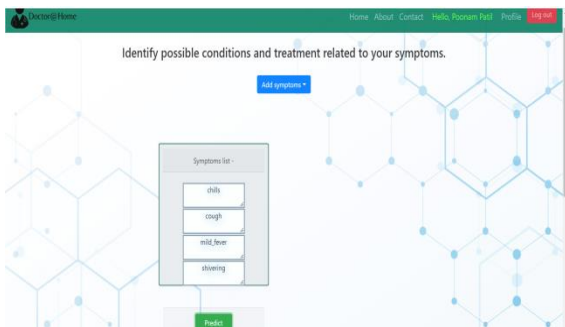 Doctor@Home
Home About Contact Hello, Poonam Patil Profile Log out
Identify possible conditions and treatment related to your symptoms.
Add symptoms
Symptoms list -
chills
cough
mild_fever
shivering
Predict